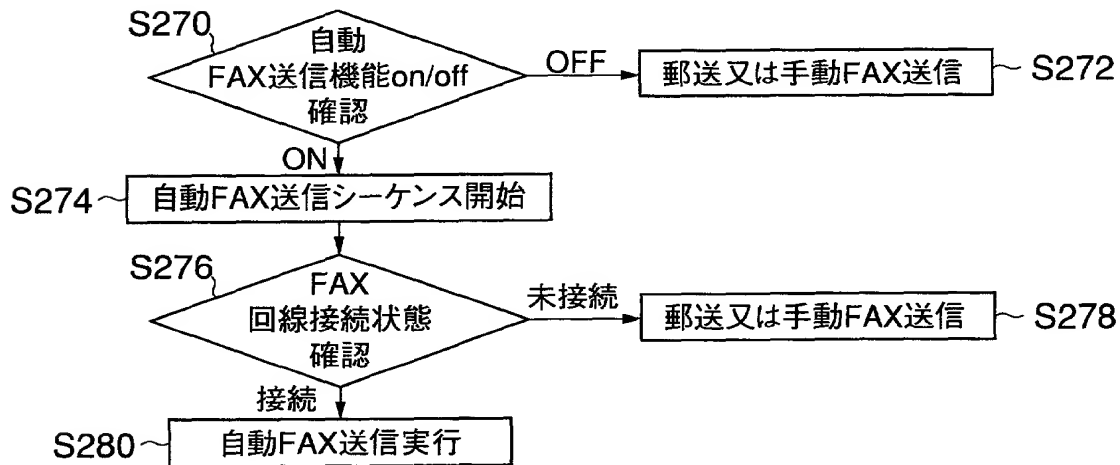 S270
自動
FAX送信機能on/off
確認
OFF
郵送又は手動FAX送信
S272
ON
S274
自動FAX送信シーケンス開始
S276
FAX
回線接続状態
確認
未接続
郵送又は手動FAX送信
S278
接続
S280
自動FAX送信実行